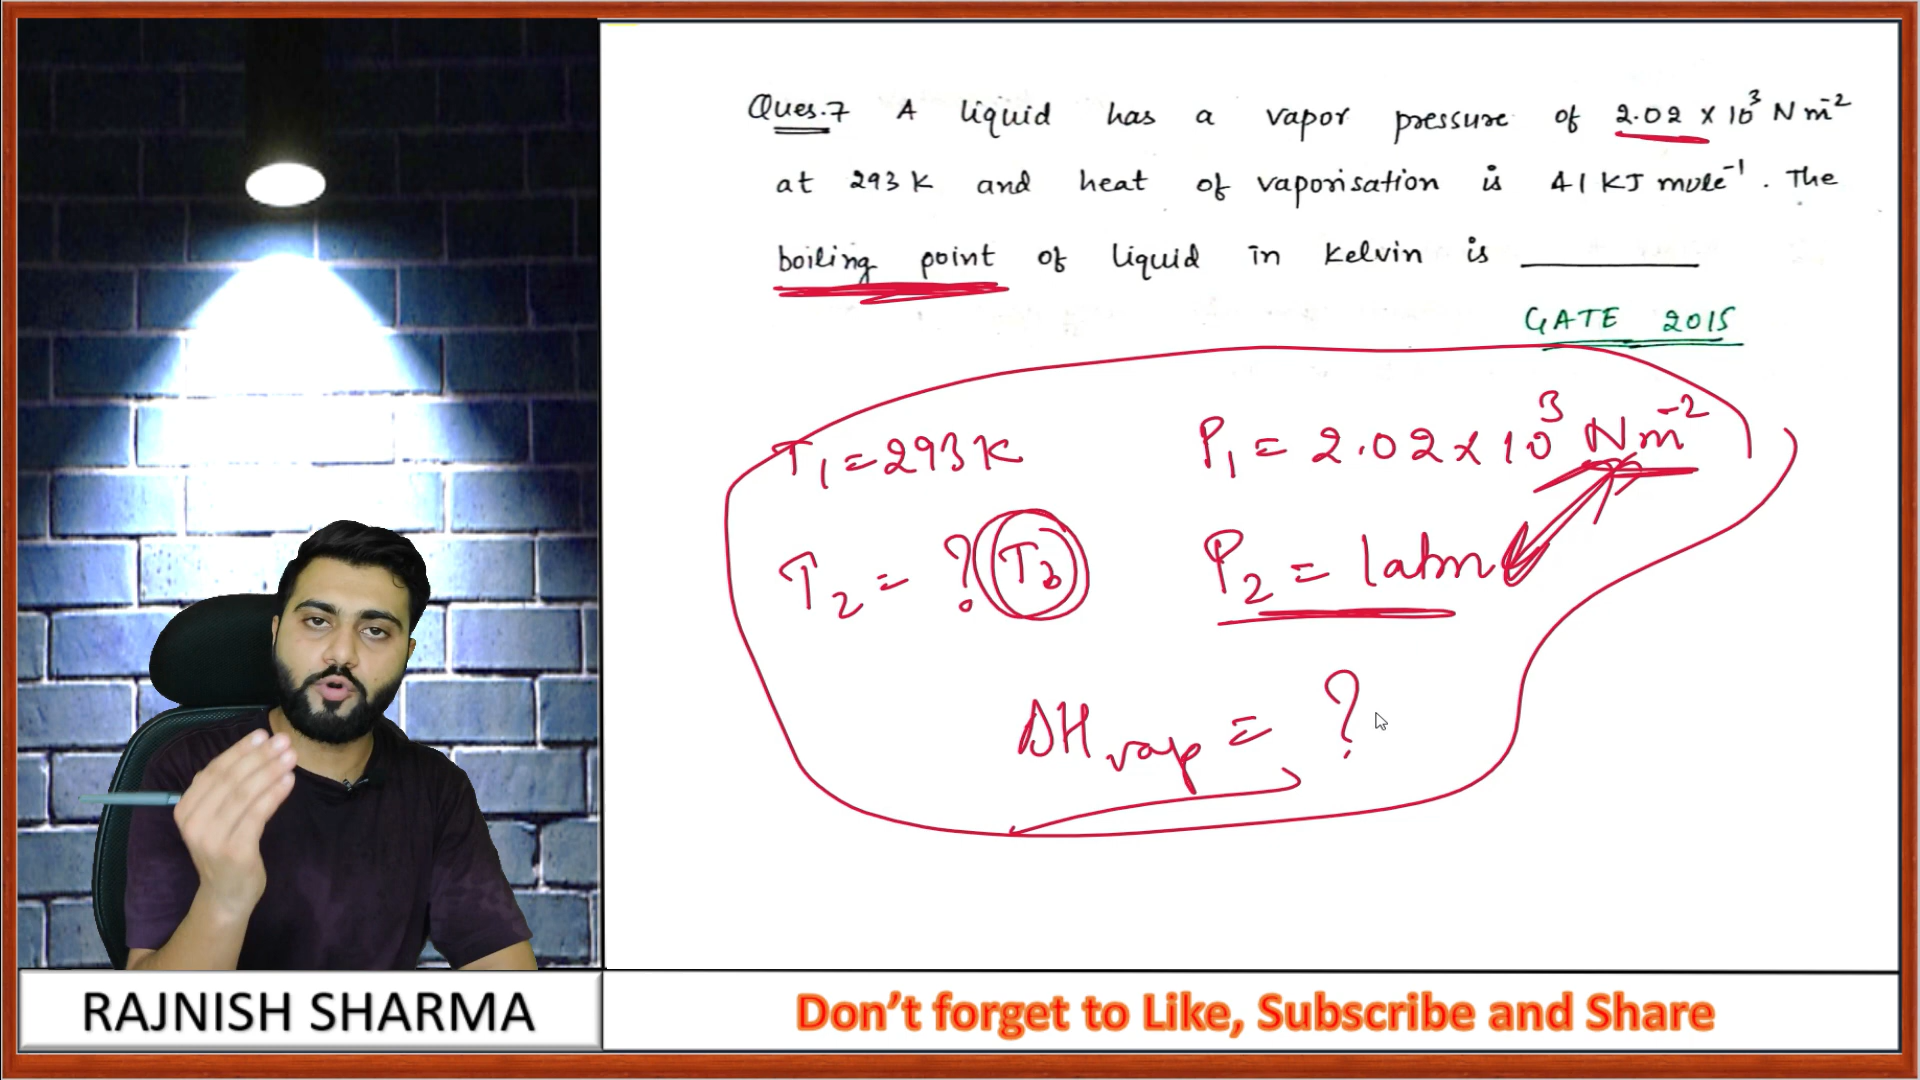 Ques.7 A liquid has a vapor pressure of 2.02 x 10³ N m⁻²
at 293 K and heat of vaporisation is 41 KJ mole⁻¹. The
boiling point of liquid in Kelvin is ________
GATE 2015
T₁ = 293 K P₁ = 2.02 x 10³ N m⁻²
T₂ = ? T_b P₂ = 1 atm
ΔH_vap = ?
RAJNISH SHARMA
Don't forget to Like, Subscribe and Share